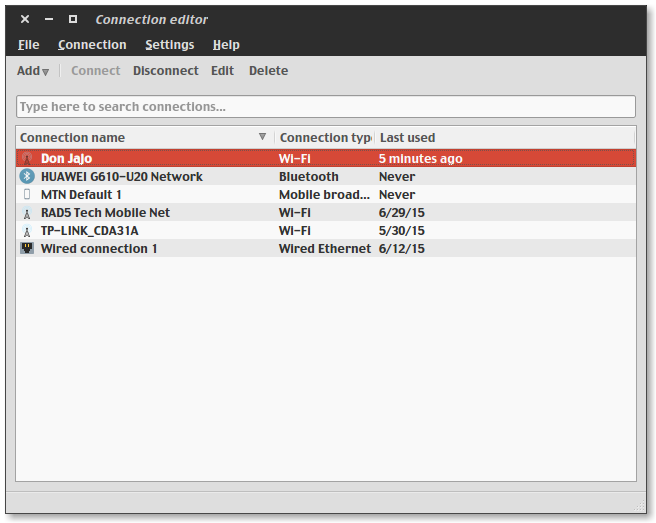 Connection editor
File Connection Settings Help
Add Connect Disconnect Edit Delete
Type here to search connections...
Connection name Connection typ Last used
Don Jajo Wi-Fi 5 minutes ago
HUAWEI G610-U20 Network Bluetooth Never
MTN Default 1 Mobile broad... Never
RAD5 Tech Mobile Net Wi-Fi 6/29/15
TP-LINK_CDA31A Wi-Fi 5/30/15
Wired connection 1 Wired Ethernet 6/12/15